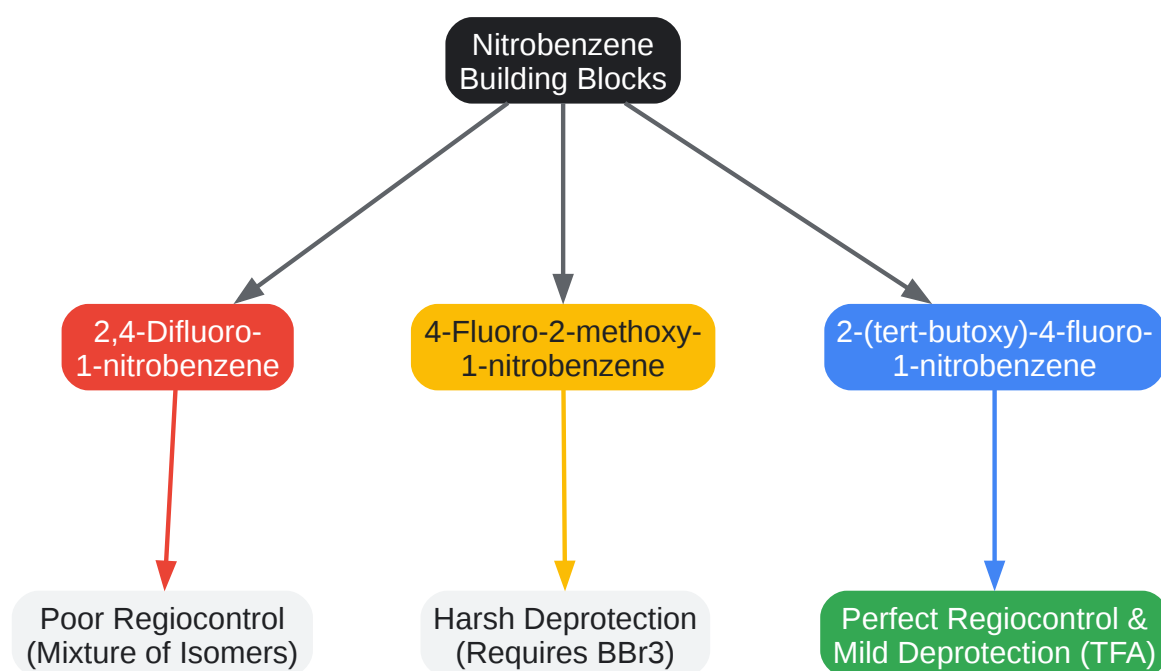 Nitrobenzene
Building Blocks
2,4-Difluoro-
1-nitrobenzene
4-Fluoro-2-methoxy-
1-nitrobenzene
2-(tert-butoxy)-4-fluoro-
1-nitrobenzene
Poor Regiocontrol
(Mixture of Isomers)
Harsh Deprotection
(Requires BBr3)
Perfect Regiocontrol &
Mild Deprotection (TFA)